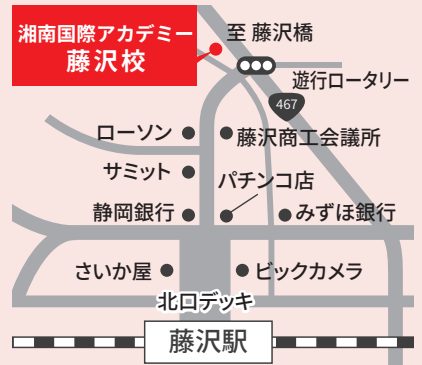 湘南国際アカデミー
藤沢校
至 藤沢橋
遊行ロータリー
467
ローソン
藤沢商工会議所
サミット
パチンコ店
静岡銀行
みずほ銀行
さいか屋
ビックカメラ
北口デッキ
藤沢駅